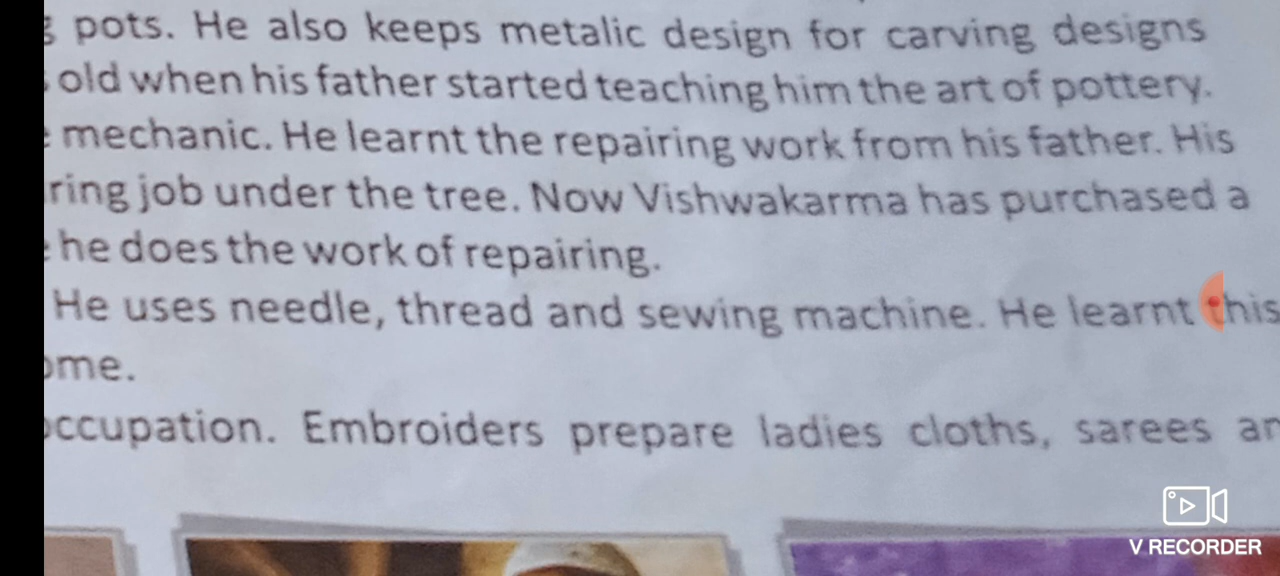 pots. He also keeps metalic design for carving designs
old when his father started teaching him the art of pottery.
mechanic. He learnt the repairing work from his father. His
ring job under the tree. Now Vishwakarma has purchased a
he does the work of repairing.
He uses needle, thread and sewing machine. He learnt this
ome.
occupation. Embroiders prepare ladies cloths, sarees an
V RECORDER